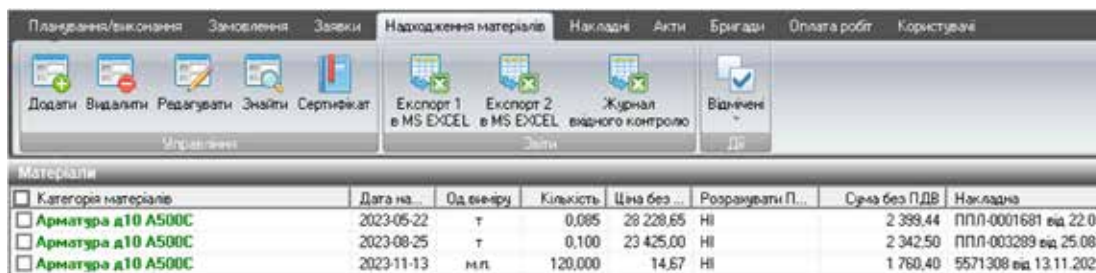 Планування/виконання Замовлення Заявки Надходження матеріалів Накладні Акти Бригади Оплата робіт Користувачі
Додати Видалити Редагувати Знайти Сертифікат Експорт 1 в MS EXCEL Експорт 2 в MS EXCEL Журнал вхідного контролю Відмічені
Управління Звіти Дії
Матеріали
Категорія матеріалів Дата на... Од.виміру Кількість Ціна без ... Розрахувати П... Сума без ПДВ Накладна
Арматура д10 А500С 2023-05-22 т 0,085 28 228,65 НІ 2 399,44 ППЛ-0001681 від 22.0
Арматура д10 А500С 2023-08-25 т 0,100 23 425,00 НІ 2 342,50 ППЛ-003289 від 25.08
Арматура д10 А500С 2023-11-13 м.п. 120,000 14,67 НІ 1 760,40 5571308 від 13.11.202